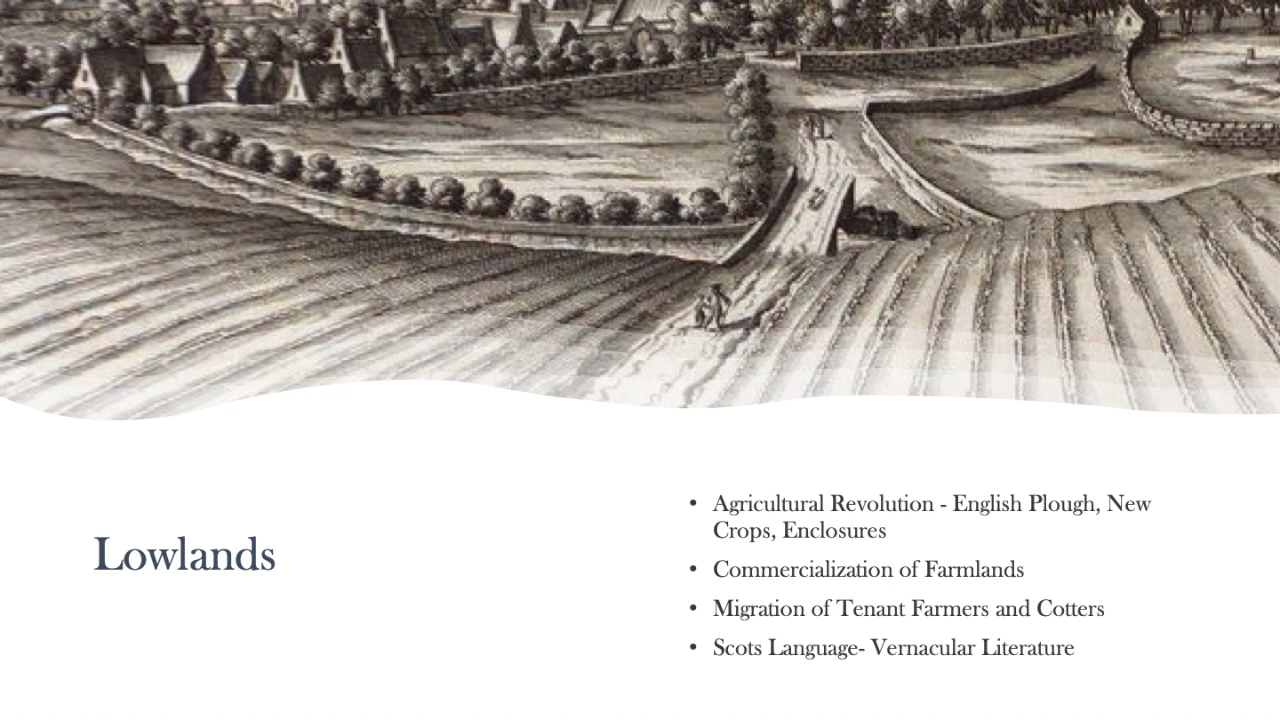 Lowlands
• Agricultural Revolution - English Plough, New
Crops, Enclosures
• Commercialization of Farmlands
• Migration of Tenant Farmers and Cotters
• Scots Language- Vernacular Literature